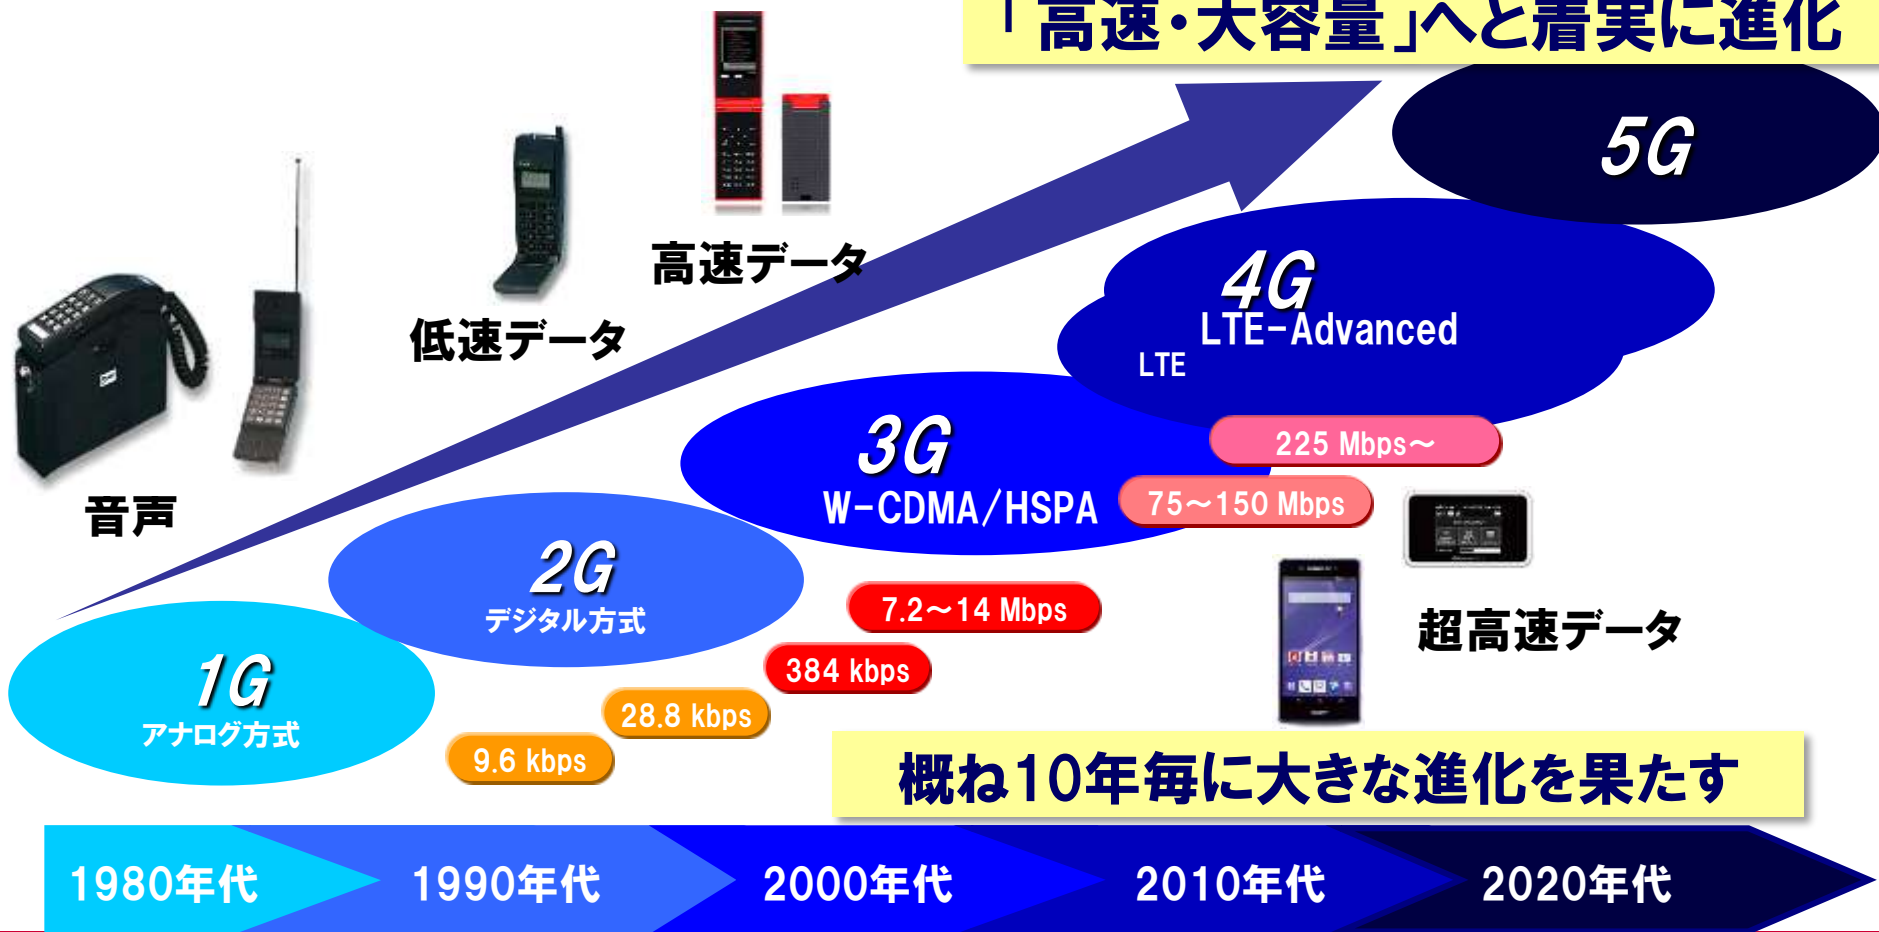 「高速・大容量」へと着実に進化
5G
高速データ
4G
LTE-Advanced
LTE
低速データ
225 Mbps～
3G
W-CDMA/HSPA
75～150 Mbps
音声
2G
デジタル方式
7.2～14 Mbps
超高速データ
384 kbps
1G
アナログ方式
28.8 kbps
9.6 kbps
概ね10年毎に大きな進化を果たす
1980年代
1990年代
2000年代
2010年代
2020年代